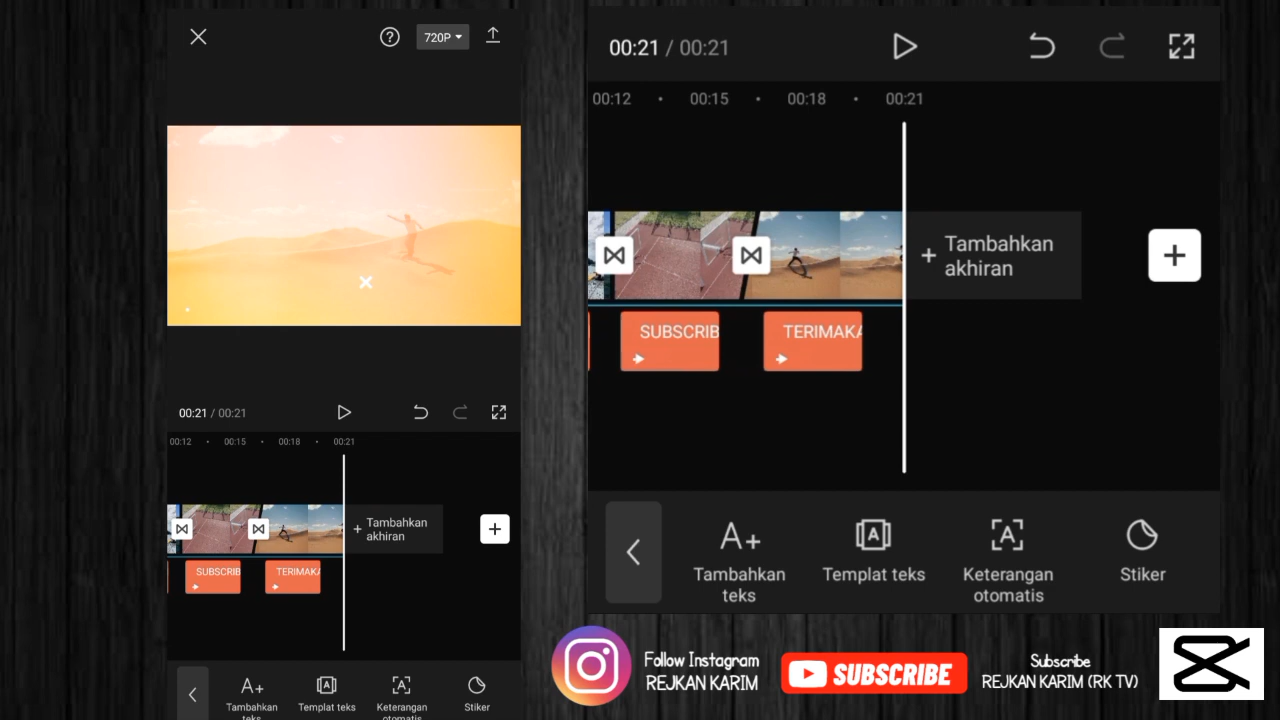 720P
00:21 / 00:21
00:12 00:15 00:18 00:21
+ Tambahkan
akhiran
SUBSCRIB
TERIMAKA
Tambahkan
teks
Templat teks
Keterangan
otomatis
Stiker
00:21 / 00:21
00:12 00:15 00:18 00:21
+ Tambahkan
akhiran
SUBSCRIB
TERIMAKA
Tambahkan
teks
Templat teks
Keterangan
otomatis
Stiker
Follow Instagram
REJKAN KARIM
SUBSCRIBE
Subscribe
REJKAN KARIM (RK TV)